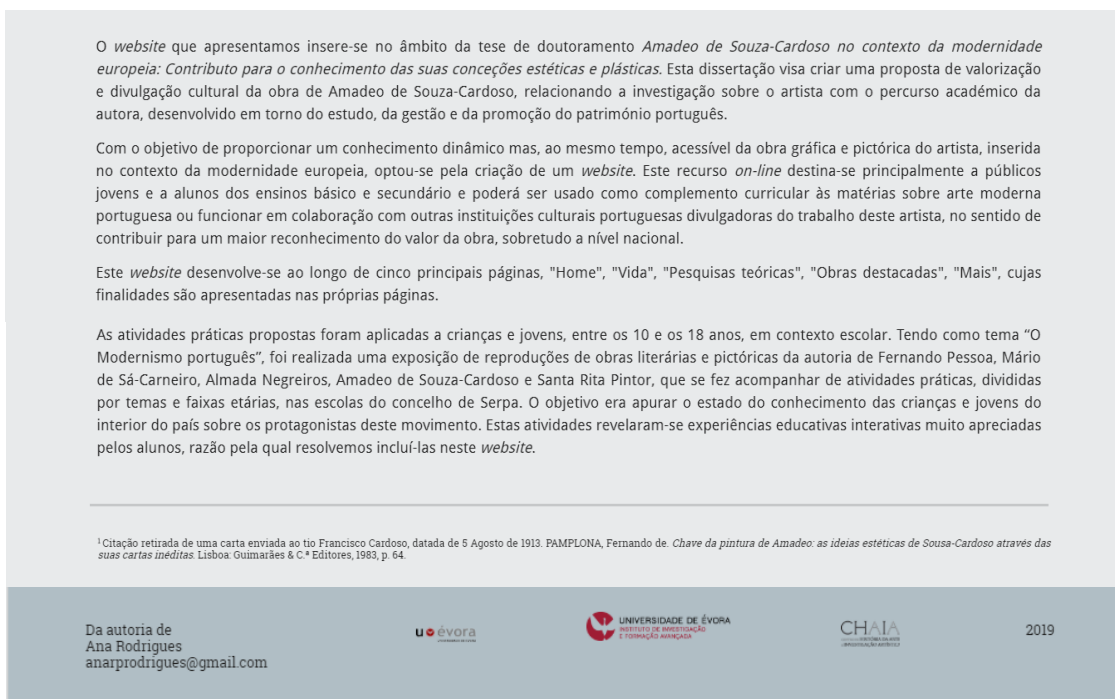 O website que apresentamos insere-se no âmbito da tese de doutoramento Amadeo de Souza-Cardoso no contexto da modernidade
europeia: Contributo para o conhecimento das suas conceções estéticas e plásticas. Esta dissertação visa criar uma proposta de valorização
e divulgação cultural da obra de Amadeo de Souza-Cardoso, relacionando a investigação sobre o artista com o percurso académico da
autora, desenvolvido em torno do estudo, da gestão e da promoção do património português.
Com o objetivo de proporcionar um conhecimento dinâmico mas, ao mesmo tempo, acessível da obra gráfica e pictórica do artista, inserida
no contexto da modernidade europeia, optou-se pela criação de um website. Este recurso on-line destina-se principalmente a públicos
jovens e a alunos dos ensinos básico e secundário e poderá ser usado como complemento curricular às matérias sobre arte moderna
portuguesa ou funcionar em colaboração com outras instituições culturais portuguesas divulgadoras do trabalho deste artista, no sentido de
contribuir para um maior reconhecimento do valor da obra, sobretudo a nível nacional.
Este website desenvolve-se ao longo de cinco principais páginas, "Home", "Vida", "Pesquisas teóricas", "Obras destacadas", "Mais", cujas
finalidades são apresentadas nas próprias páginas.
As atividades práticas propostas foram aplicadas a crianças e jovens, entre os 10 e os 18 anos, em contexto escolar. Tendo como tema “O
Modernismo português”, foi realizada uma exposição de reproduções de obras literárias e pictóricas da autoria de Fernando Pessoa, Mário
de Sá-Carneiro, Almada Negreiros, Amadeo de Souza-Cardoso e Santa Rita Pintor, que se fez acompanhar de atividades práticas, divididas
por temas e faixas etárias, nas escolas do concelho de Serpa. O objetivo era apurar o estado do conhecimento das crianças e jovens do
interior do país sobre os protagonistas deste movimento. Estas atividades revelaram-se experiências educativas interativas muito apreciadas
pelos alunos, razão pela qual resolvemos incluí-las neste website.
¹ Citação retirada de uma carta enviada ao tio Francisco Cardoso, datada de 5 Agosto de 1913. PAMPLONA, Fernando de. Chave da pintura de Amadeo: as ideias estéticas de Sousa-Cardoso através das
suas cartas inéditas. Lisboa: Guimarães & C.ª Editores, 1983, p. 64.
Da autoria de
Ana Rodrigues
anarprodrigues@gmail.com
u évora
UNIVERSIDADE DE ÉVORA
INSTITUTO DE INVESTIGAÇÃO
E FORMAÇÃO AVANÇADA
CHAIA
2019